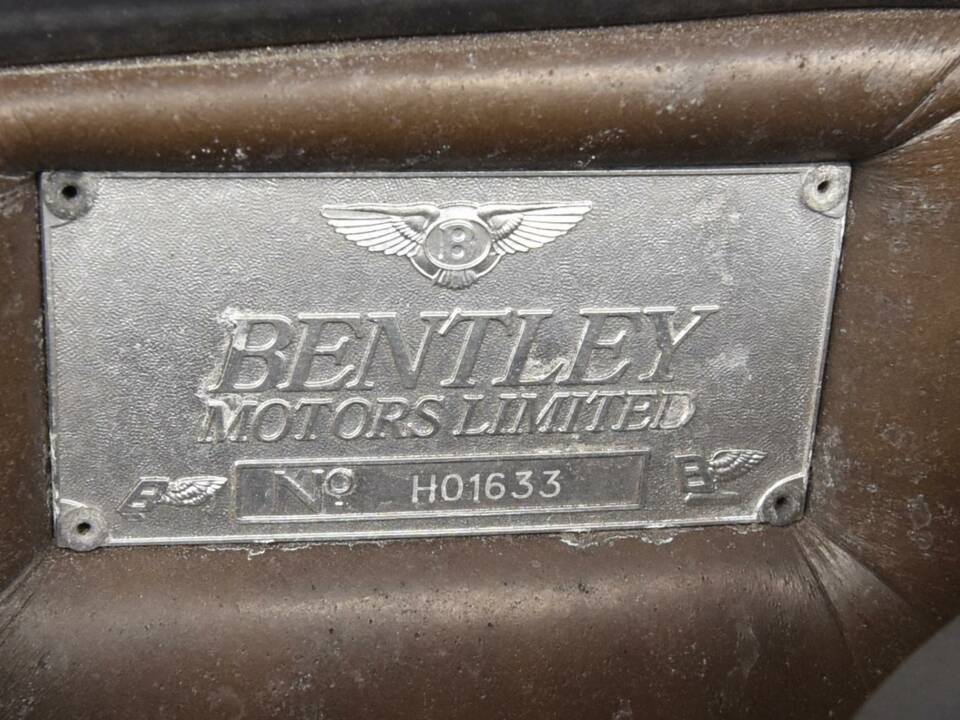 B
BENTLEY
MOTORS LIMITED
B Nº H01633 B